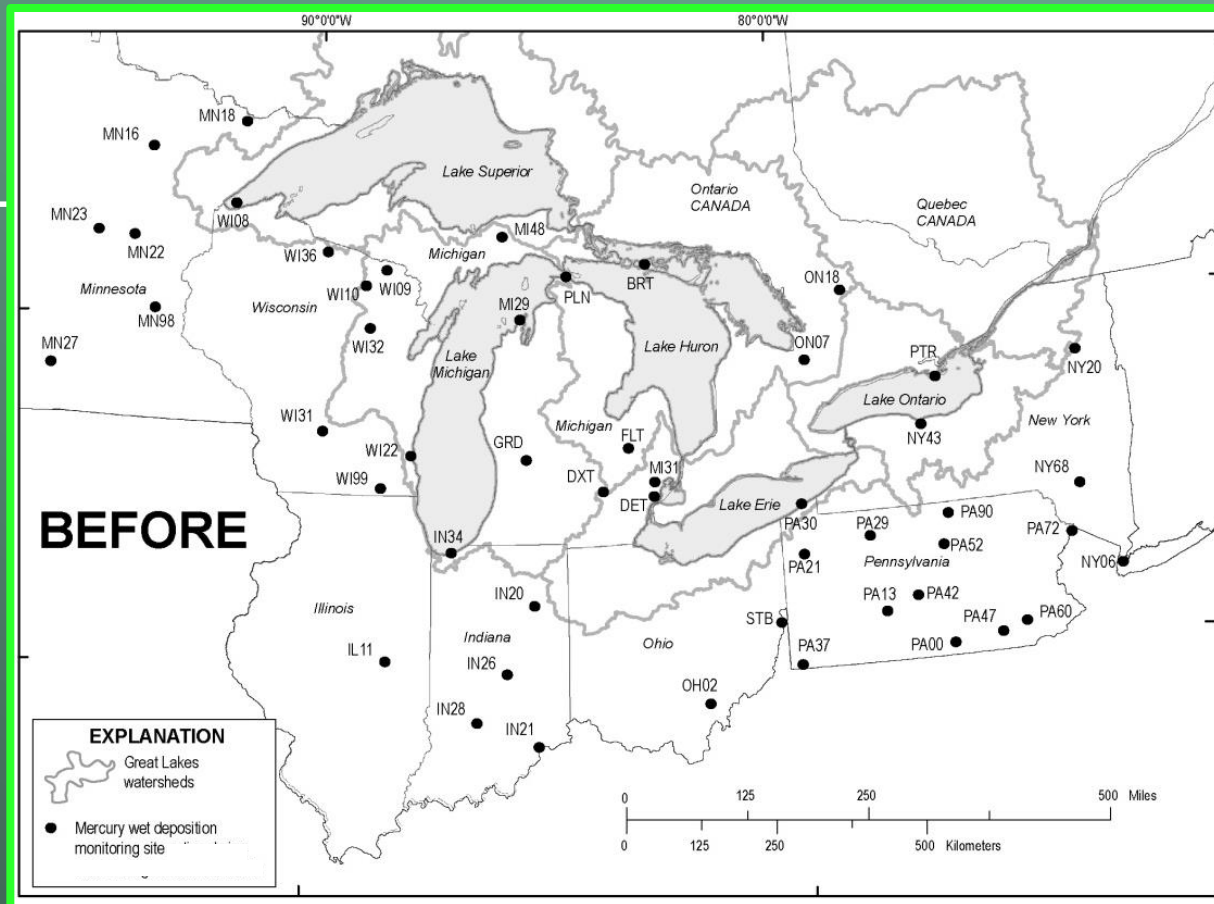 90°0'0"W
80°0'0"W
MN18
MN16
Lake Superior
Ontario
CANADA
Quebec
CANADA
WI08
MN23
MN22
WI36
Michigan
MI48
WI10
WI09
PLN
BRT
ON18
Minnesota
MN98
Wisconsin
MI29
WI32
MN27
Lake
Michigan
Lake Huron
ON07
PTR
NY20
Lake Ontario
WI31
Michigan
FLT
NY43
New York
WI22
GRD
MI31
WI99
DXT
DET
Lake Erie
NY68
BEFORE
PA30
PA29
PA90
PA72
IN34
PA21
PA52
Pennsylvania
NY06
IN20
PA13
PA42
Illinois
Indiana
Ohio
STB
PA47
PA60
IL11
IN26
PA37
PA00
OH02
IN28
IN21
EXPLANATION
Great Lakes
watersheds
Mercury wet deposition
monitoring site
0 125 250 500 Miles
0 125 250 500 Kilometers